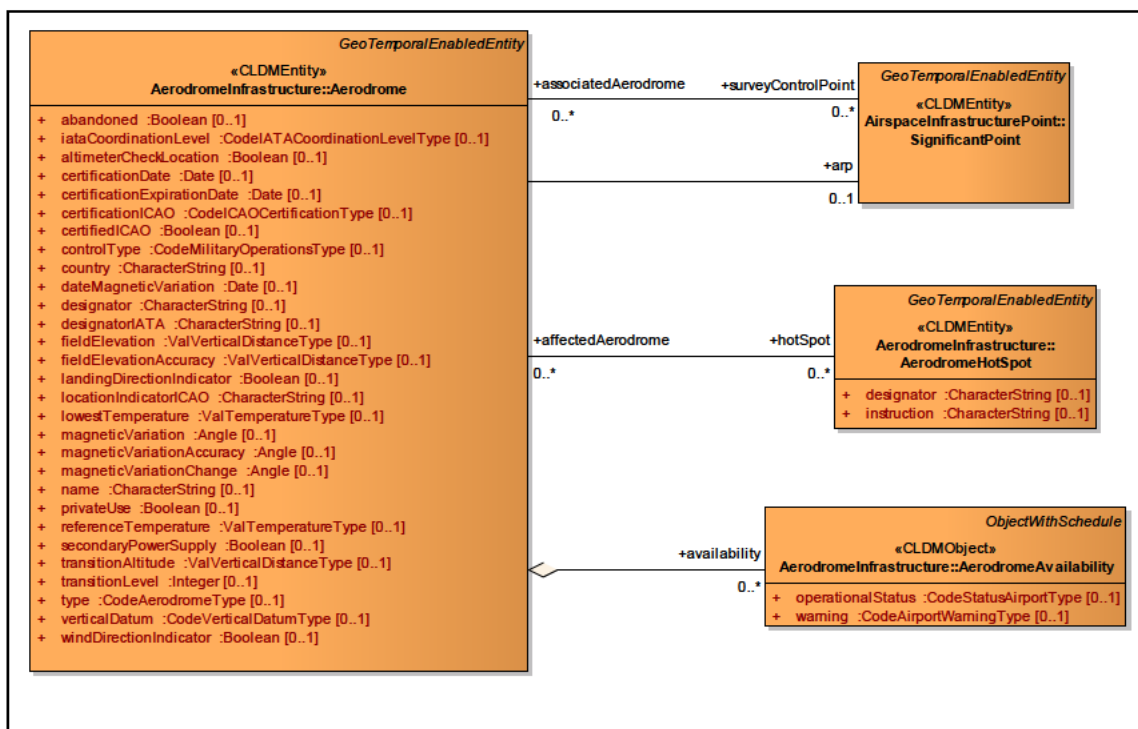 GeoTemporalEnabledEntity
«CLDMEntity»
AerodromeInfrastructure::Aerodrome
+ abandoned :Boolean [0..1]
+ iataCoordinationLevel :CodeIATACoordinationLevelType [0..1]
+ altimeterCheckLocation :Boolean [0..1]
+ certificationDate :Date [0..1]
+ certificationExpirationDate :Date [0..1]
+ certificationICAO :CodeICAOCertificationType [0..1]
+ certifiedICAO :Boolean [0..1]
+ controlType :CodeMilitaryOperationsType [0..1]
+ country :CharacterString [0..1]
+ dateMagneticVariation :Date [0..1]
+ designator :CharacterString [0..1]
+ designatorIATA :CharacterString [0..1]
+ fieldElevation :ValVerticalDistanceType [0..1]
+ fieldElevationAccuracy :ValVerticalDistanceType [0..1]
+ landingDirectionIndicator :Boolean [0..1]
+ locationIndicatorICAO :CharacterString [0..1]
+ lowestTemperature :ValTemperatureType [0..1]
+ magneticVariation :Angle [0..1]
+ magneticVariationAccuracy :Angle [0..1]
+ magneticVariationChange :Angle [0..1]
+ name :CharacterString [0..1]
+ privateUse :Boolean [0..1]
+ referenceTemperature :ValTemperatureType [0..1]
+ secondaryPowerSupply :Boolean [0..1]
+ transitionAltitude :ValVerticalDistanceType [0..1]
+ transitionLevel :Integer [0..1]
+ type :CodeAerodromeType [0..1]
+ verticalDatum :CodeVerticalDatumType [0..1]
+ windDirectionIndicator :Boolean [0..1]
+associatedAerodrome
0..*
+surveyControlPoint
0..*
+arp
0..1
GeoTemporalEnabledEntity
«CLDMEntity»
AirspaceInfrastructurePoint::
SignificantPoint
+affectedAerodrome
0..*
+hotSpot
0..*
GeoTemporalEnabledEntity
«CLDMEntity»
AerodromeInfrastructure::
AerodromeHotSpot
+ designator :CharacterString [0..1]
+ instruction :CharacterString [0..1]
+availability
0..*
ObjectWithSchedule
«CLDMObject»
AerodromeInfrastructure::AerodromeAvailability
+ operationalStatus :CodeStatusAirportType [0..1]
+ warning :CodeAirportWarningType [0..1]